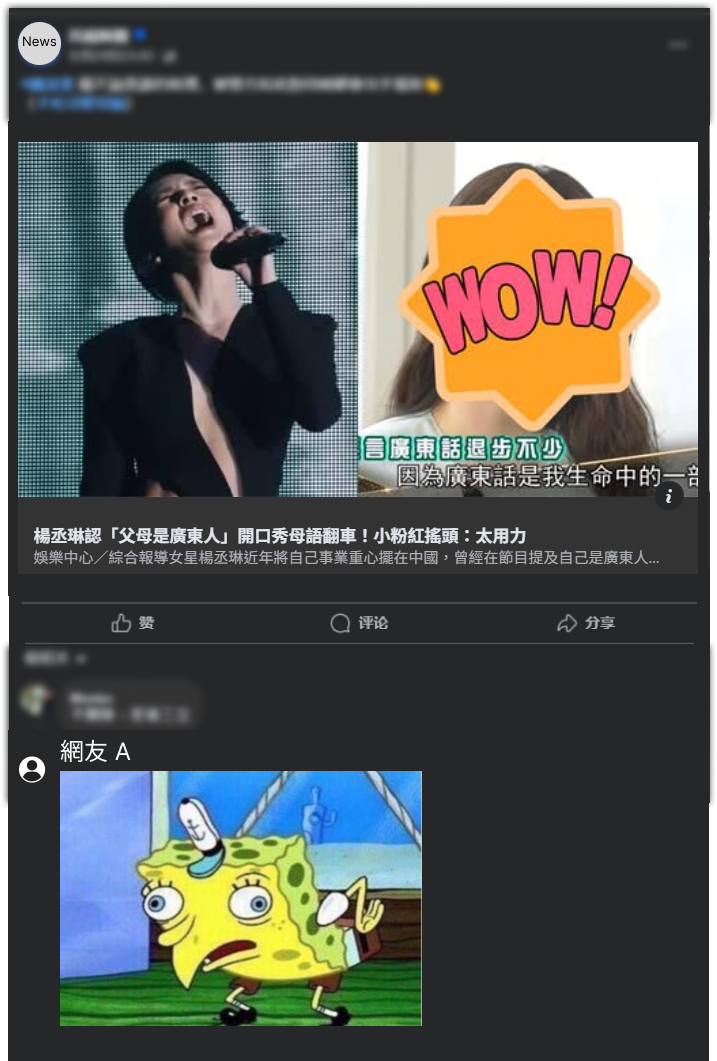 News
WOW!
言廣東話退步不少
因為廣東話是我生命中的一部
i
楊丞琳認「父母是廣東人」開口秀母語翻車！小粉紅搖頭：太用力
娛樂中心／綜合報導女星楊丞琳近年將自己事業重心擺在中國，曾經在節目提及自己是廣東人...
赞
评论
分享
網友 A